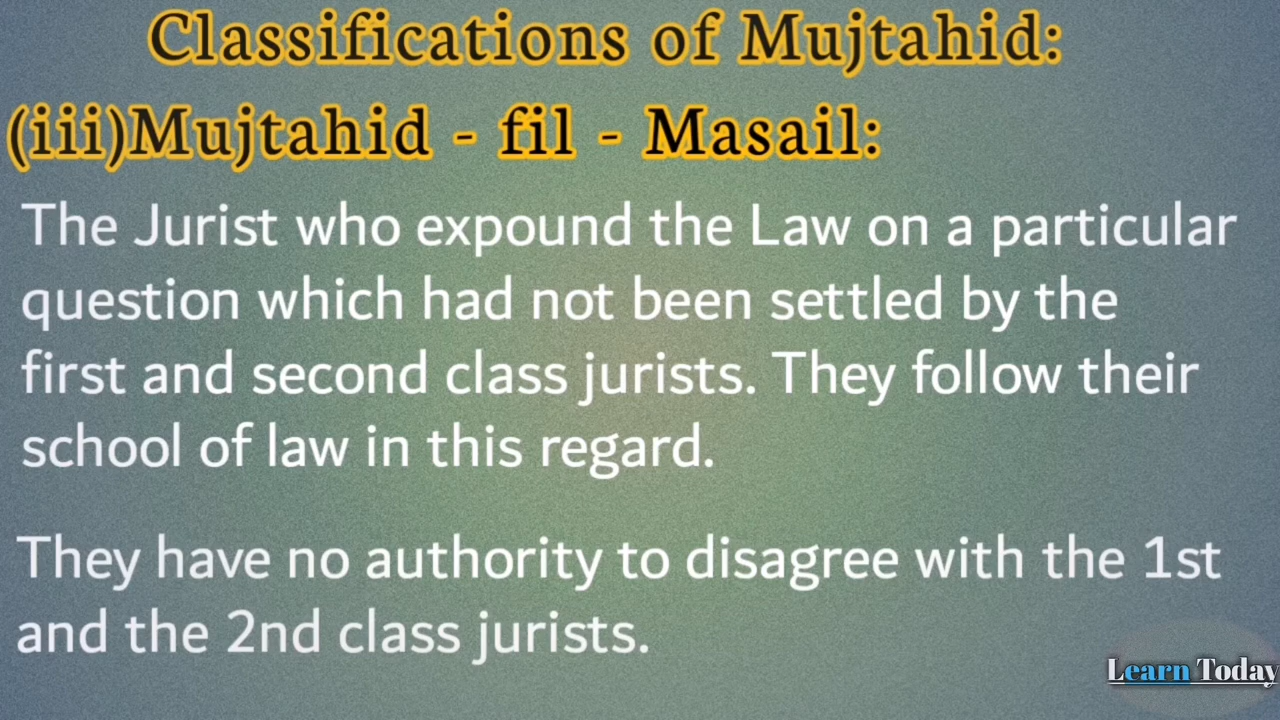 Classifications of Mujtahid:
(iii)Mujtahid - fil - Masail:
The Jurist who expound the Law on a particular
question which had not been settled by the
first and second class jurists. They follow their
school of law in this regard.
They have no authority to disagree with the 1st
and the 2nd class jurists.
Learn Today